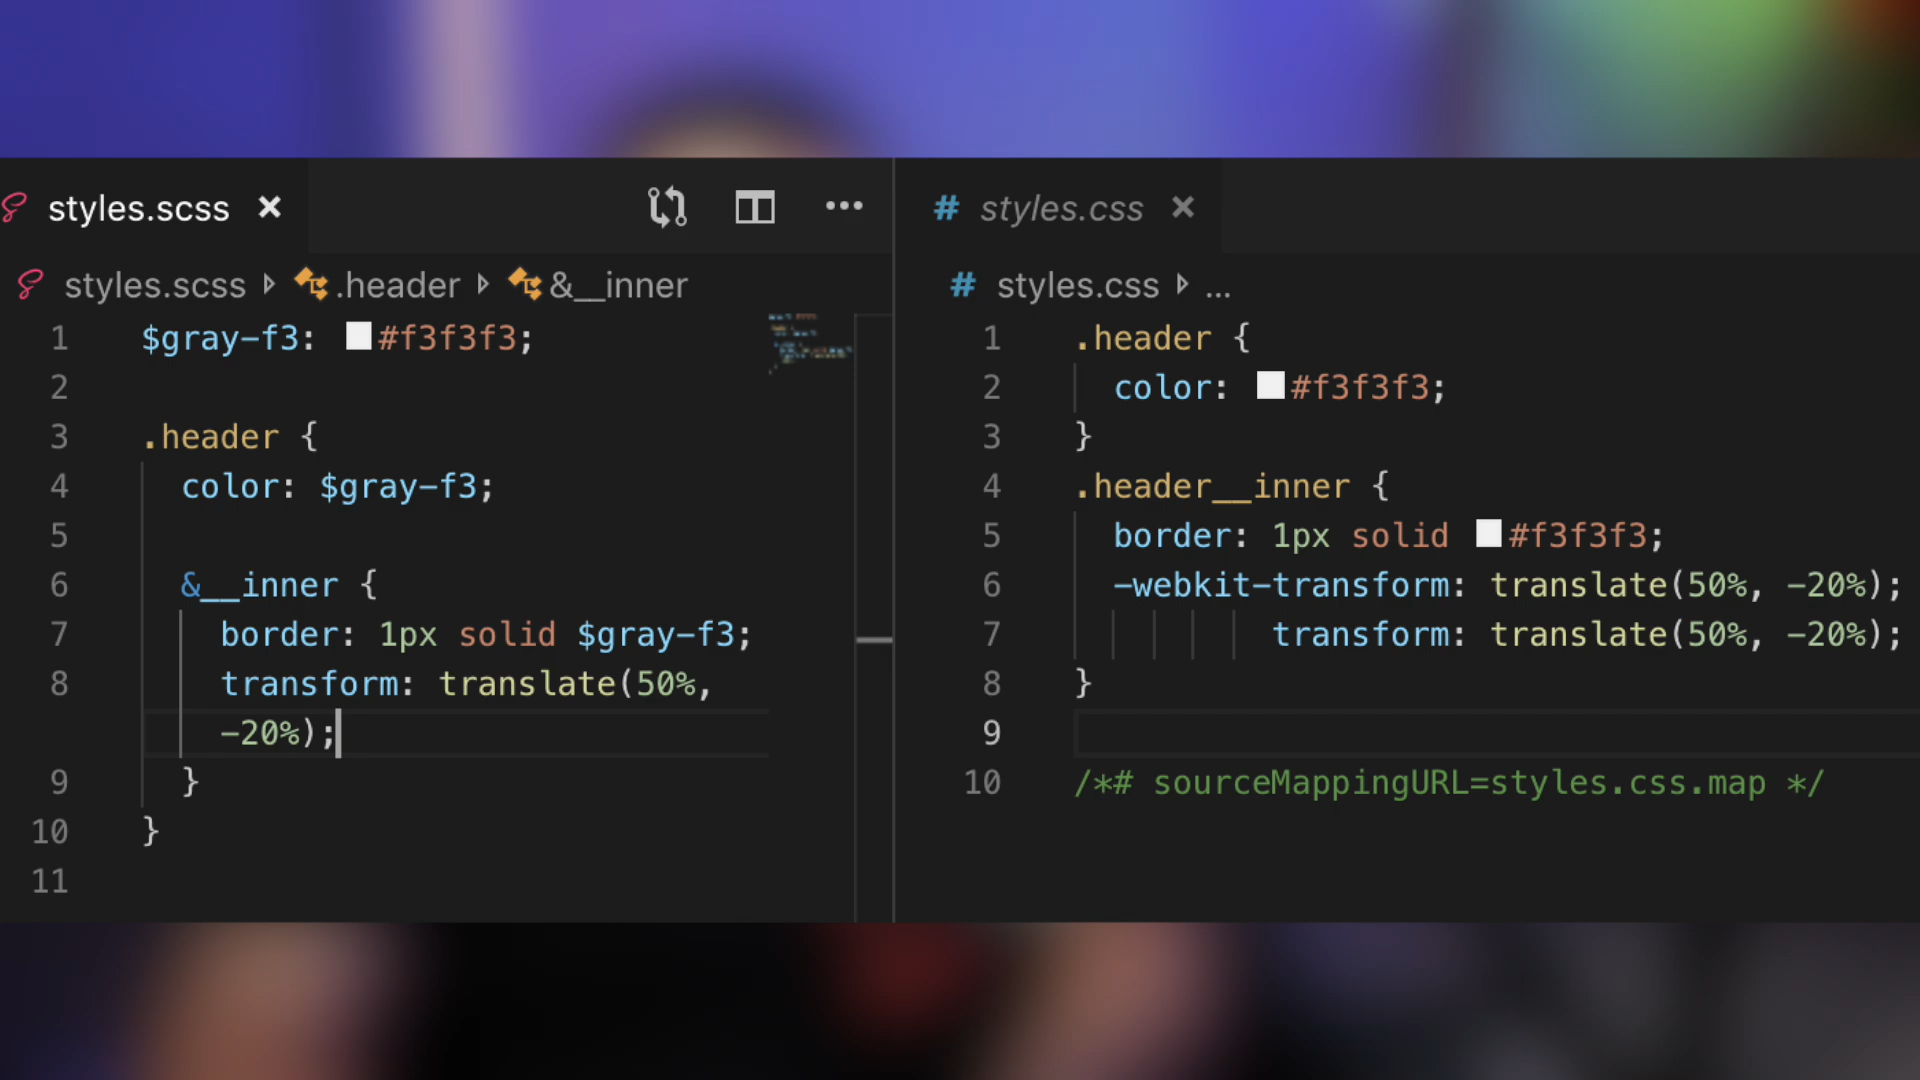 styles.scss
styles.scss .header &__inner
1 $gray-f3: #f3f3f3;
2
3 .header {
4 color: $gray-f3;
5
6 &__inner {
7 border: 1px solid $gray-f3;
8 transform: translate(50%,
-20%);
9 }
10 }
11
# styles.css
# styles.css ...
1 .header {
2 color: #f3f3f3;
3 }
4 .header__inner {
5 border: 1px solid #f3f3f3;
6 -webkit-transform: translate(50%, -20%);
7 transform: translate(50%, -20%);
8 }
9
10 /*# sourceMappingURL=styles.css.map */